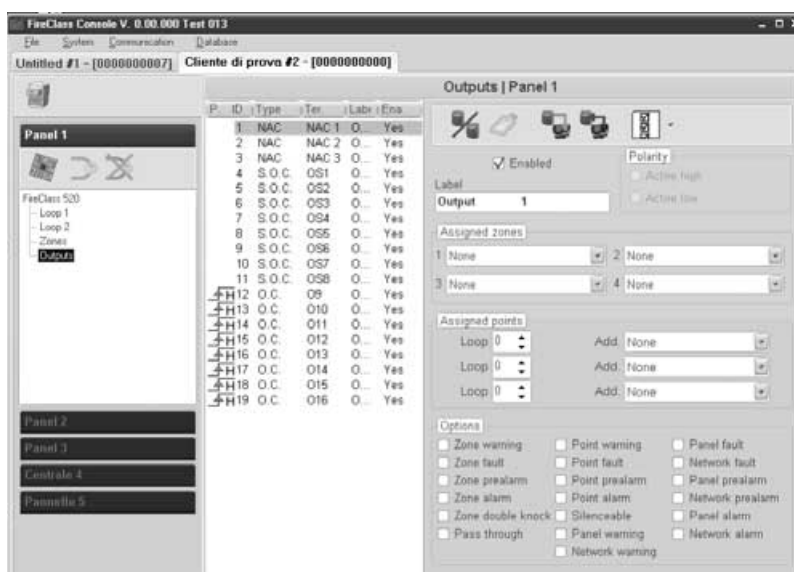 FireClass Console V. 0.00.000 Test 013
File System Communication Database
Untitled #1 - [0000000007] Cliente di prova #2 - [0000000000]
Outputs | Panel 1
Panel 1
FireClass 520
Loop 1
Loop 2
Zones
Outputs
Panel 2
Panel 3
Centrale 4
Pannello 5
P. ID Type Ter. Labe Ena
1 NAC NAC 1 O... Yes
2 NAC NAC 2 O... Yes
3 NAC NAC 3 O... Yes
4 S.O.C. OS1 O... Yes
5 S.O.C. OS2 O... Yes
6 S.O.C. OS3 O... Yes
7 S.O.C. OS4 O... Yes
8 S.O.C. OS5 O... Yes
9 S.O.C. OS6 O... Yes
10 S.O.C. OS7 O... Yes
11 S.O.C. OS8 O... Yes
H 12 O.C. O9 O... Yes
H 13 O.C. O10 O... Yes
H 14 O.C. O11 O... Yes
H 15 O.C. O12 O... Yes
H 16 O.C. O13 O... Yes
H 17 O.C. O14 O... Yes
H 18 O.C. O15 O... Yes
H 19 O.C. O16 O... Yes
Enabled
Polarity
Active high
Active low
Label
Output 1
Assigned zones
1 None 2 None
3 None 4 None
Assigned points
Loop 0 Add. None
Loop 0 Add. None
Loop 0 Add. None
Options
Zone warning Point warning Panel fault
Zone fault Point fault Network fault
Zone prealarm Point prealarm Panel prealarm
Zone alarm Point alarm Network prealarm
Zone double knock Silenceable Panel alarm
Pass through Panel warning Network alarm
Network warning